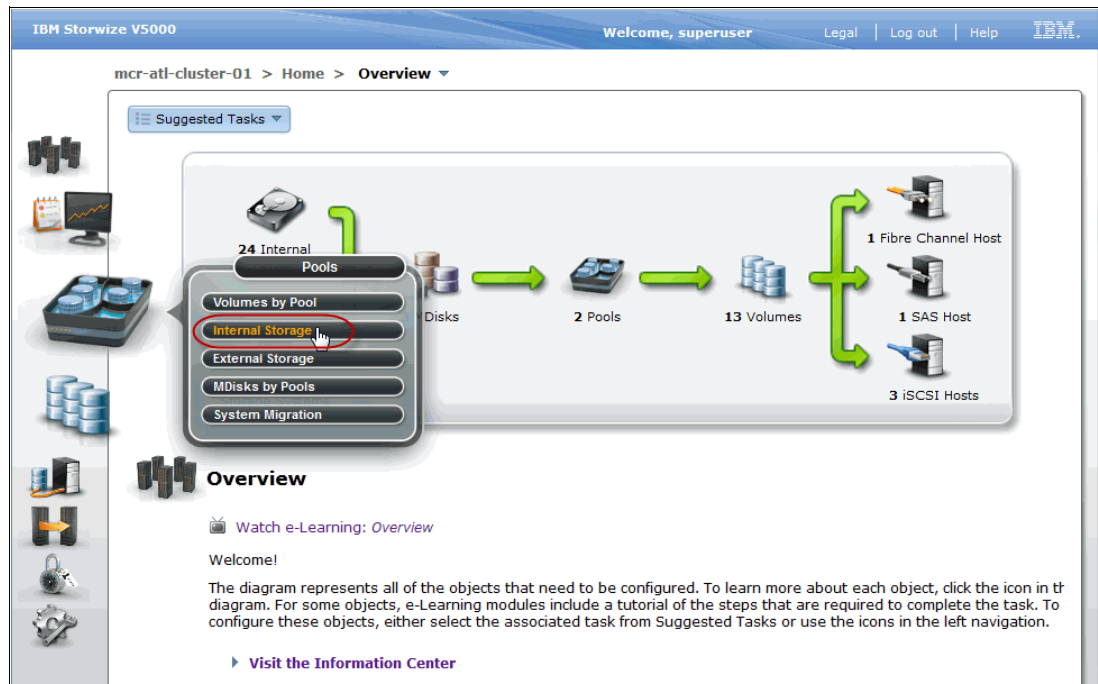 IBM Storwize V5000
Welcome, superuser
Legal | Log out | Help
IBM.
mcr-atl-cluster-01 > Home > Overview
Suggested Tasks
24 Internal
Pools
Volumes by Pool
Internal Storage
External Storage
MDisks by Pools
System Migration
Disks
2 Pools
13 Volumes
1 Fibre Channel Host
1 SAS Host
3 iSCSI Hosts
Overview
Watch e-Learning: Overview
Welcome!
The diagram represents all of the objects that need to be configured. To learn more about each object, click the icon in th
diagram. For some objects, e-Learning modules include a tutorial of the steps that are required to complete the task. To
configure these objects, either select the associated task from Suggested Tasks or use the icons in the left navigation.
Visit the Information Center